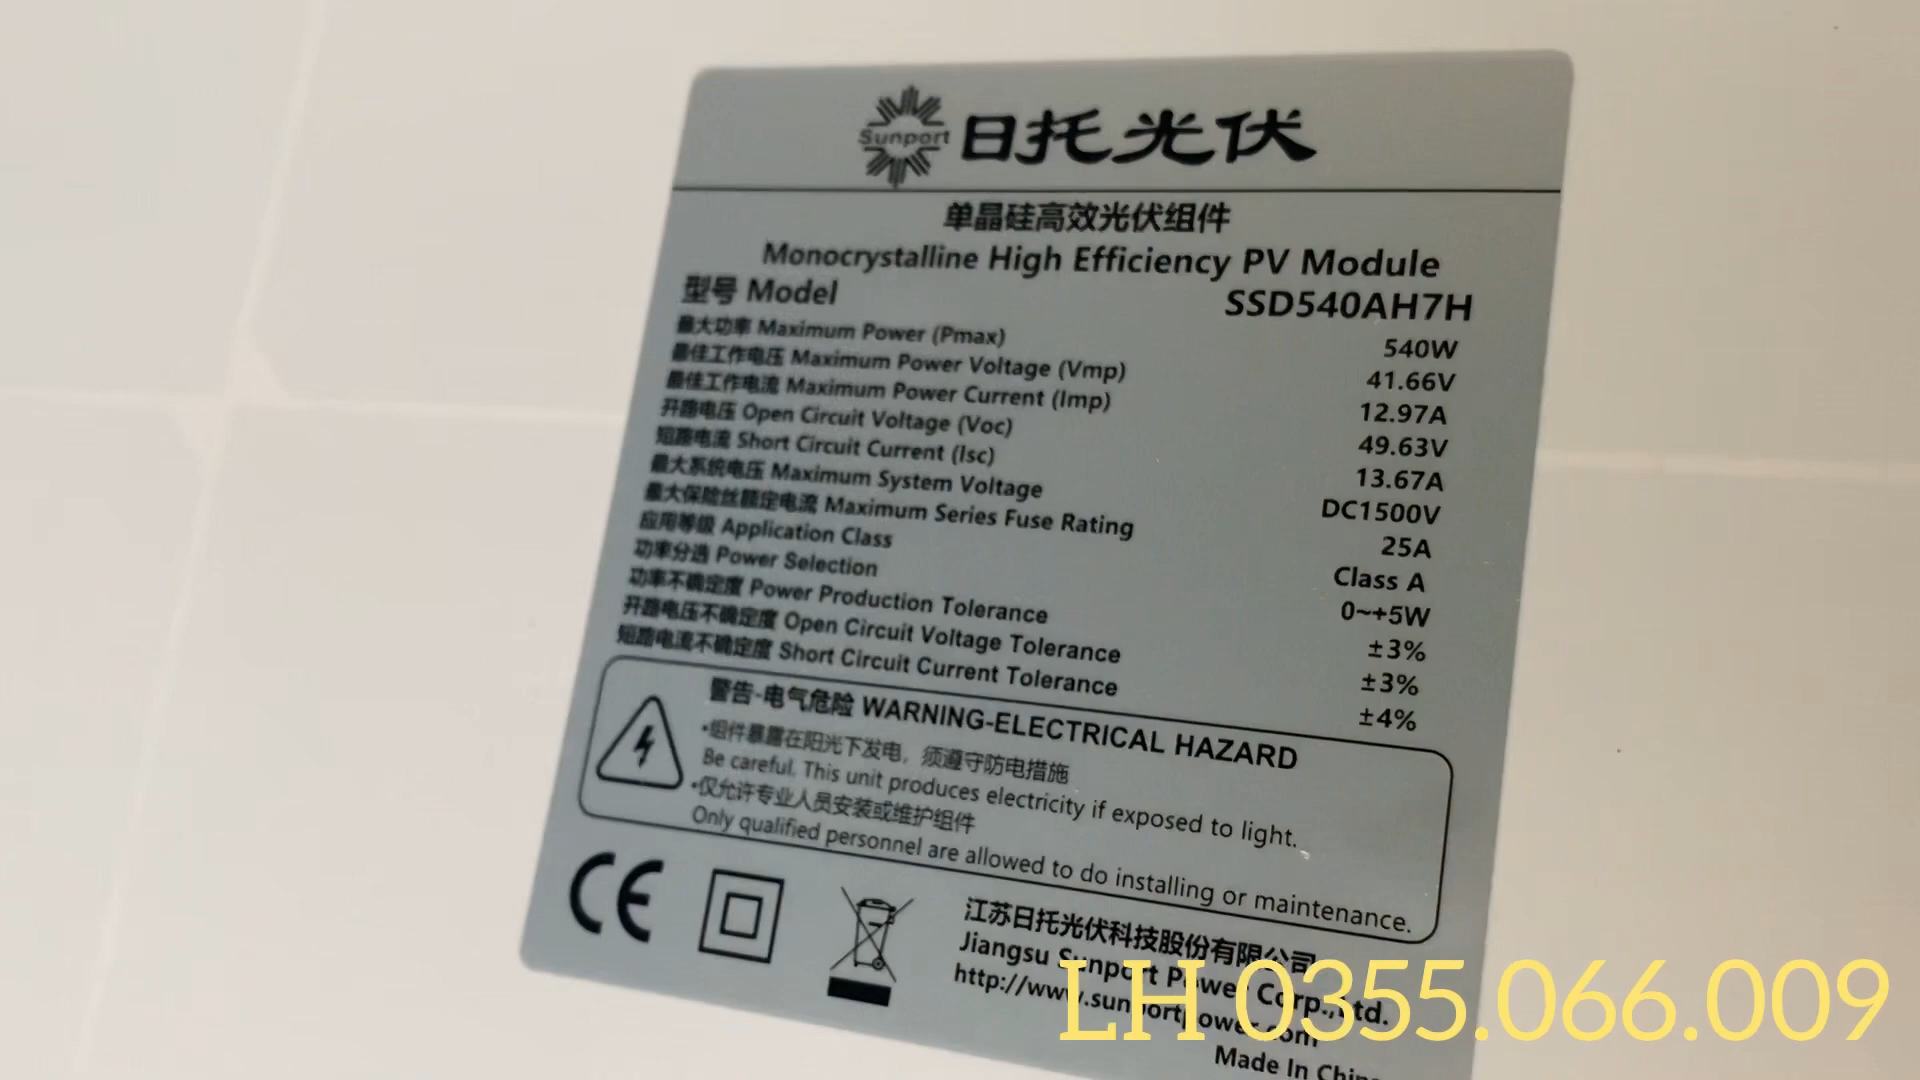 Sunport 日托光伏
单晶硅高效光伏组件
Monocrystalline High Efficiency PV Module
型号 Model SSD540AH7H
最大功率 Maximum Power (Pmax) 540W
最佳工作电压 Maximum Power Voltage (Vmp) 41.66V
最佳工作电流 Maximum Power Current (Imp) 12.97A
开路电压 Open Circuit Voltage (Voc) 49.63V
短路电流 Short Circuit Current (Isc) 13.67A
最大系统电压 Maximum System Voltage DC1500V
最大保险丝额定电流 Maximum Series Fuse Rating 25A
应用等级 Application Class Class A
功率分选 Power Selection 0~+5W
功率不确定度 Power Production Tolerance ±3%
开路电压不确定度 Open Circuit Voltage Tolerance ±3%
短路电流不确定度 Short Circuit Current Tolerance ±4%
警告-电气危险 WARNING-ELECTRICAL HAZARD
•组件暴露在阳光下发电，须遵守防电措施
Be careful. This unit produces electricity if exposed to light.
•仅允许专业人员安装或维护组件
Only qualified personnel are allowed to do installing or maintenance.
CE
江苏日托光伏科技股份有限公司
Jiangsu Sunport Power Corp.,Ltd.
http://www.sunportpower.com
Made In China
LH 0355.066.009